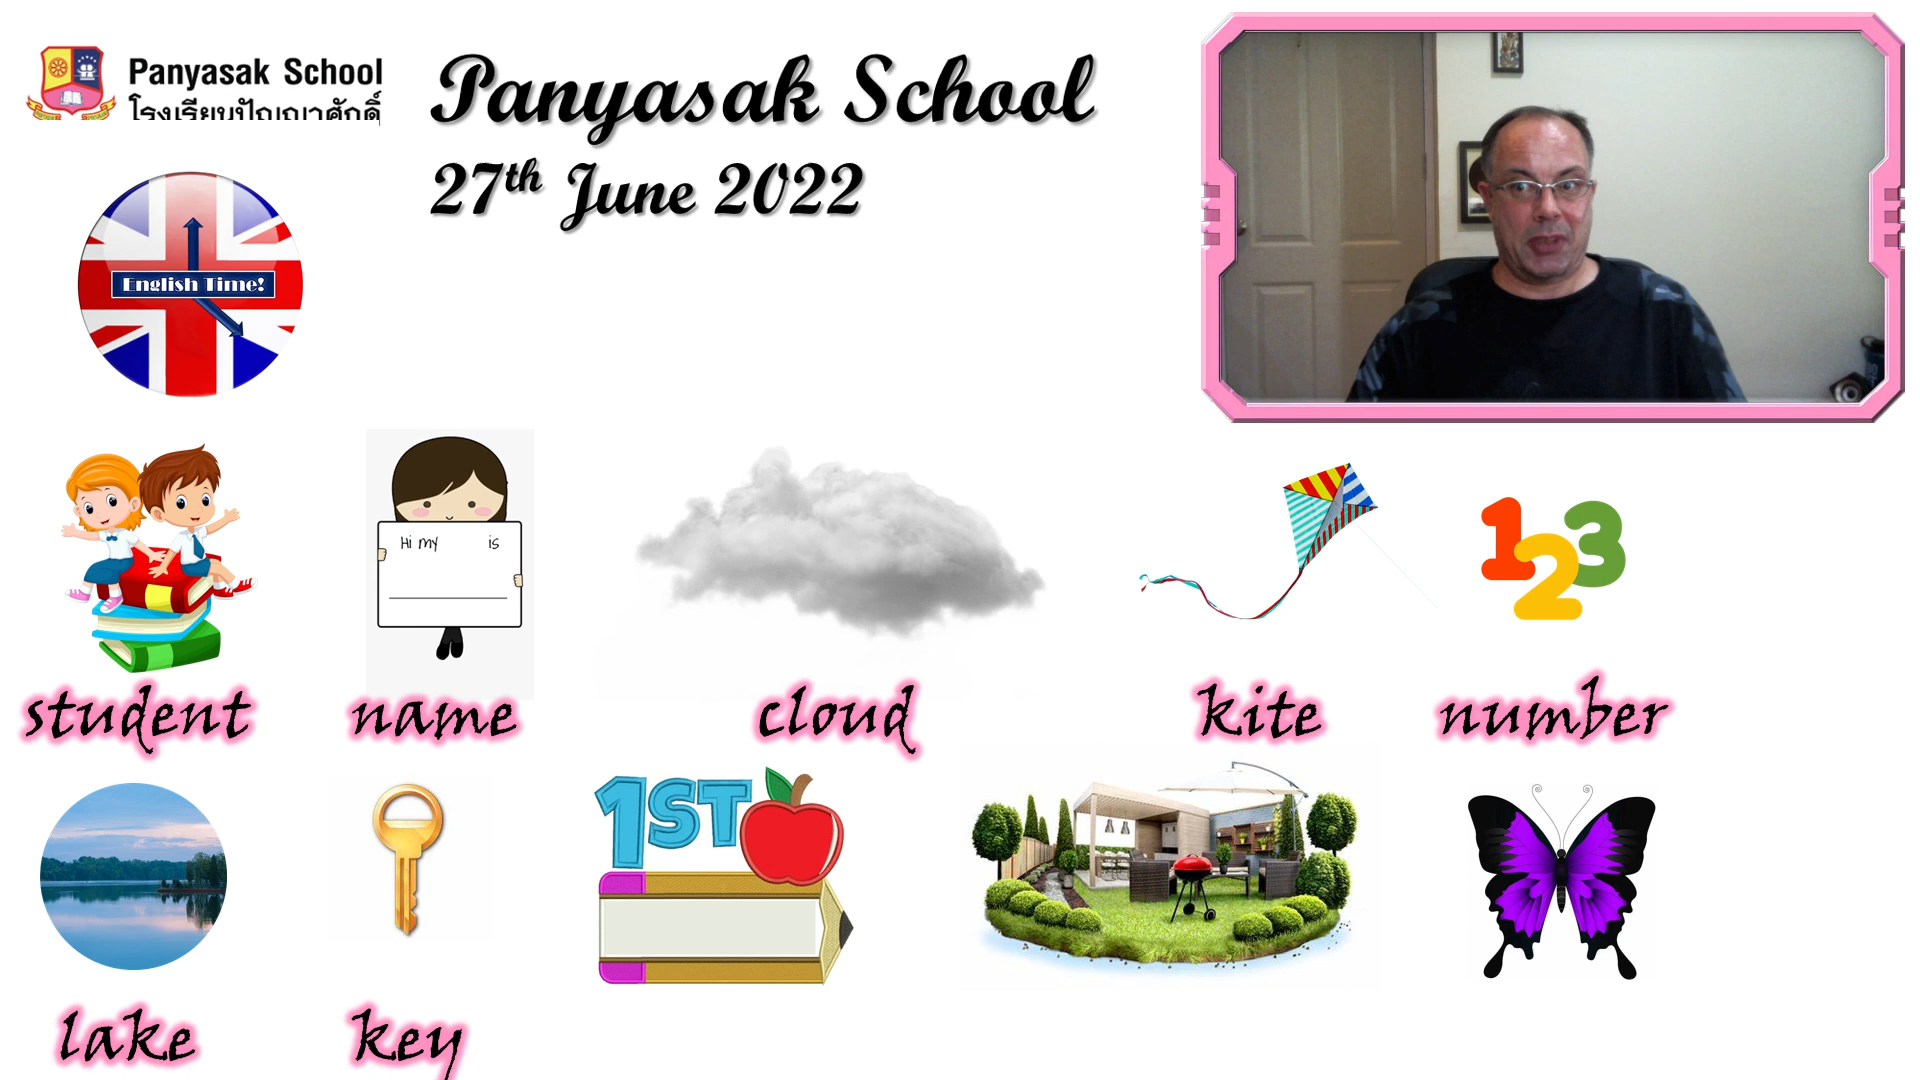 Panyasak School
โรงเรียนปัญญาศักดิ์
Panyasak School
27th June 2022
English Time!
Hi my is
student
name
cloud
kite
number
123
1ST
lake
key